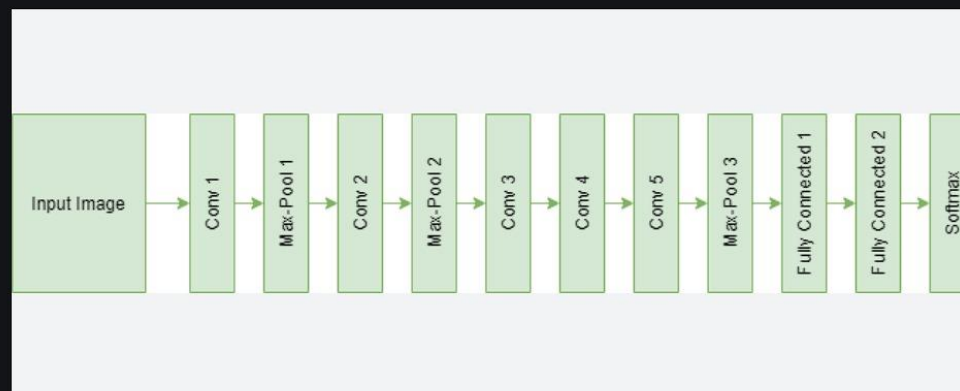 Input Image
Conv 1
Max-Pool 1
Conv 2
Max-Pool 2
Conv 3
Conv 4
Conv 5
Max-Pool 3
Fully Connected 1
Fully Connected 2
Softmax